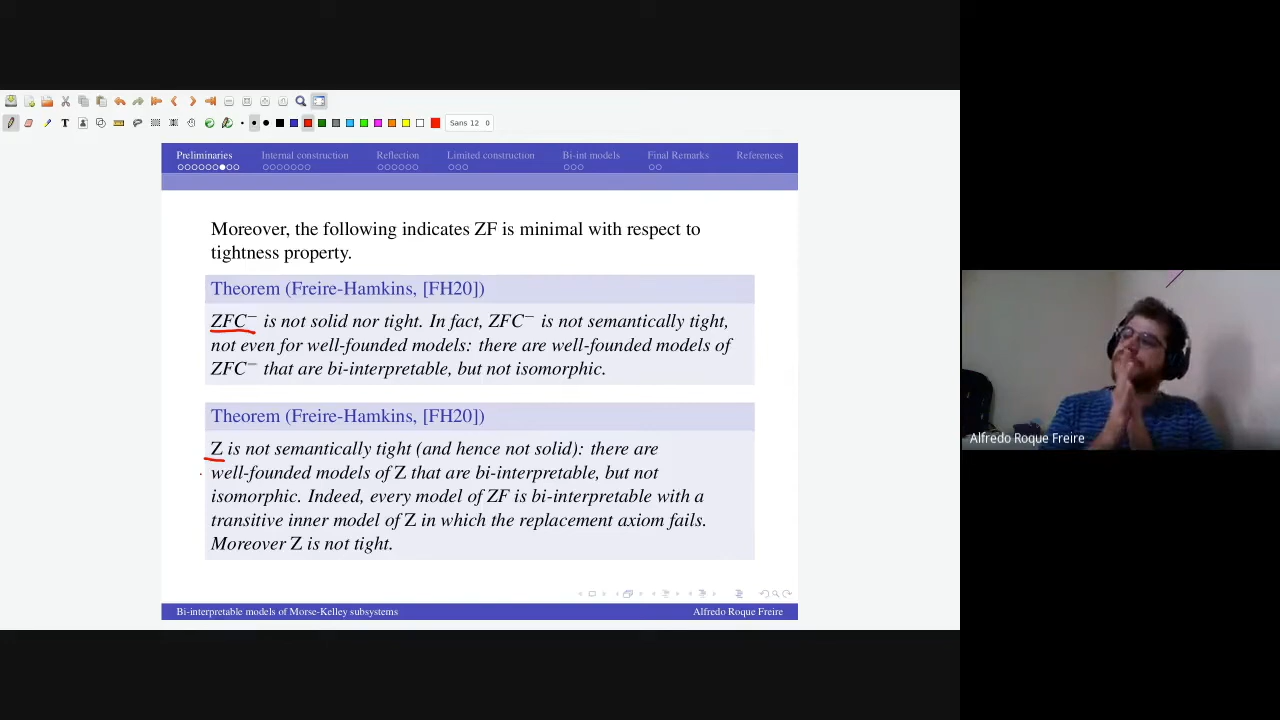 Sans 12 0
Preliminaries Internal construction Reflection Limited construction Bi-int models Final Remarks References
Moreover, the following indicates ZF is minimal with respect to
tightness property.
Theorem (Freire-Hamkins, [FH20])
ZFC⁻ is not solid nor tight. In fact, ZFC⁻ is not semantically tight,
not even for well-founded models: there are well-founded models of
ZFC⁻ that are bi-interpretable, but not isomorphic.
Theorem (Freire-Hamkins, [FH20])
Z is not semantically tight (and hence not solid): there are
well-founded models of Z that are bi-interpretable, but not
isomorphic. Indeed, every model of ZF is bi-interpretable with a
transitive inner model of Z in which the replacement axiom fails.
Moreover Z is not tight.
Bi-interpretable models of Morse-Kelley subsystems Alfredo Roque Freire
Alfredo Roque Freire